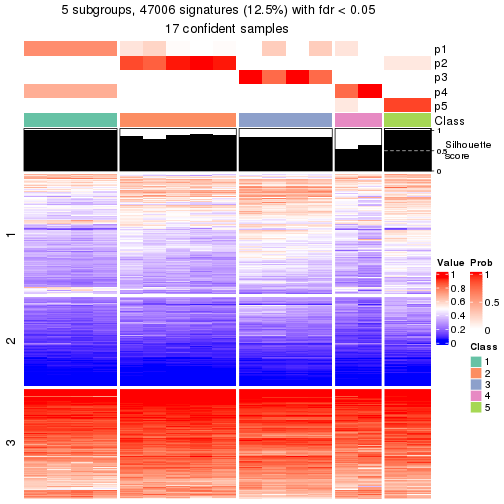 5 subgroups, 47006 signatures (12.5%) with fdr < 0.05
17 confident samples
p1
p2
p3
p4
p5
Class
1
0.5
0
Silhouette
score
1
2
3
Value
1
0.8
0.6
0.4
0.2
0
Prob
1
0.5
0
Class
1
2
3
4
5